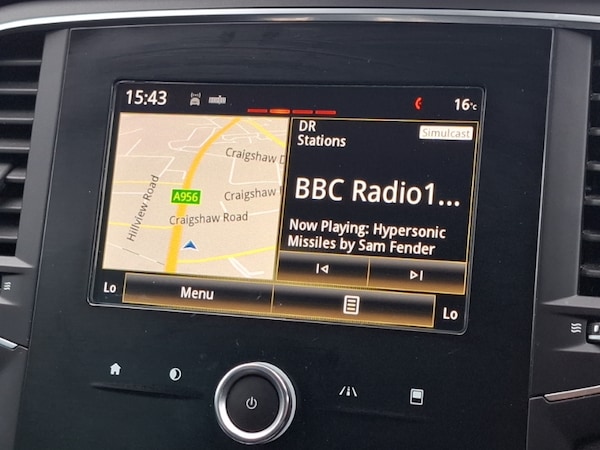 15:43
16°c
DR
Stations
Simulcast
Craigshaw D
Hillview Road
A956
Craigshaw
Craigshaw Road
BBC Radio1...
Now Playing: Hypersonic
Missiles by Sam Fender
Lo
Menu
Lo